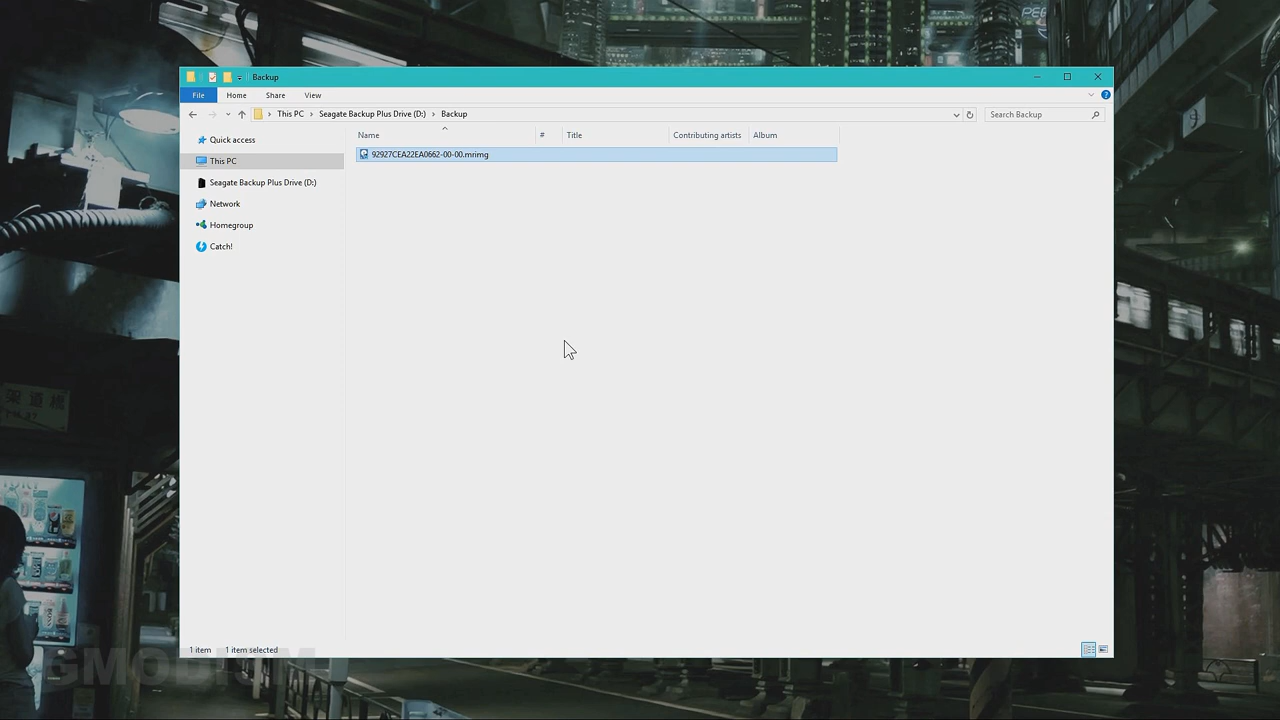 Backup
File Home Share View
This PC Seagate Backup Plus Drive (D:) Backup
Search Backup
Name # Title Contributing artists Album
Quick access
92927CEA22EA0662-00-00.mrimg
This PC
Seagate Backup Plus Drive (D:)
Network
Homegroup
Catch!
1 item 1 item selected